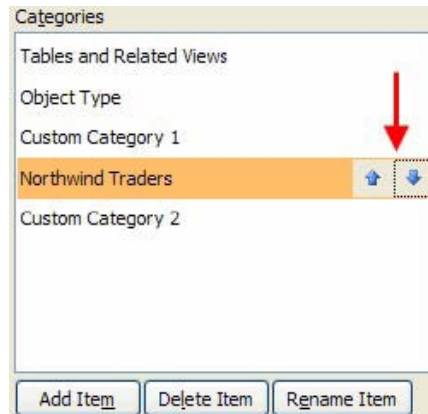 Categories
Tables and Related Views
Object Type
Custom Category 1
Northwind Traders
Custom Category 2
Add Item Delete Item Rename Item